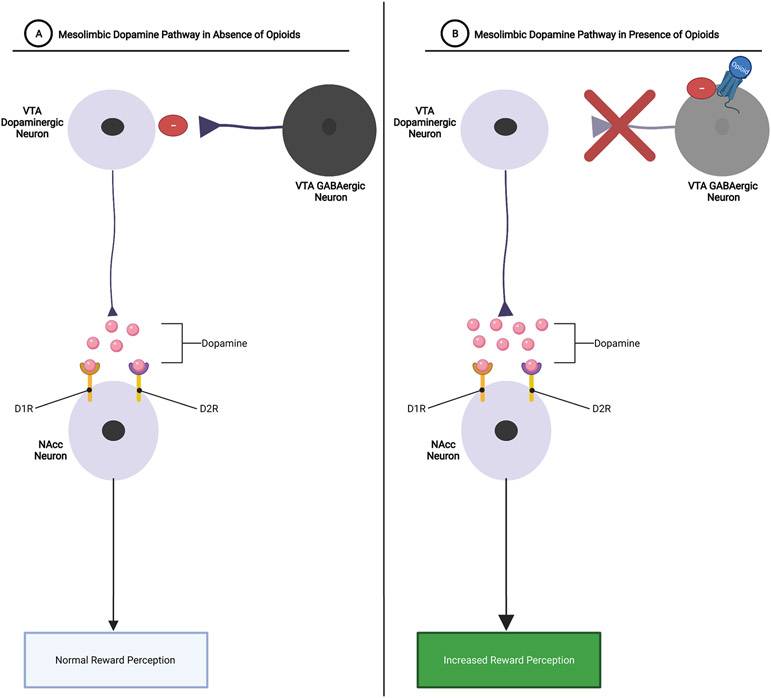 A
Mesolimbic Dopamine Pathway in Absence of Opioids
VTA
Dopaminergic
Neuron
−
VTA GABAergic
Neuron
Dopamine
D1R
D2R
NAcc
Neuron
Normal Reward Perception
B
Mesolimbic Dopamine Pathway in Presence of Opioids
Opioid
−
VTA
Dopaminergic
Neuron
VTA GABAergic
Neuron
Dopamine
D1R
D2R
NAcc
Neuron
Increased Reward Perception